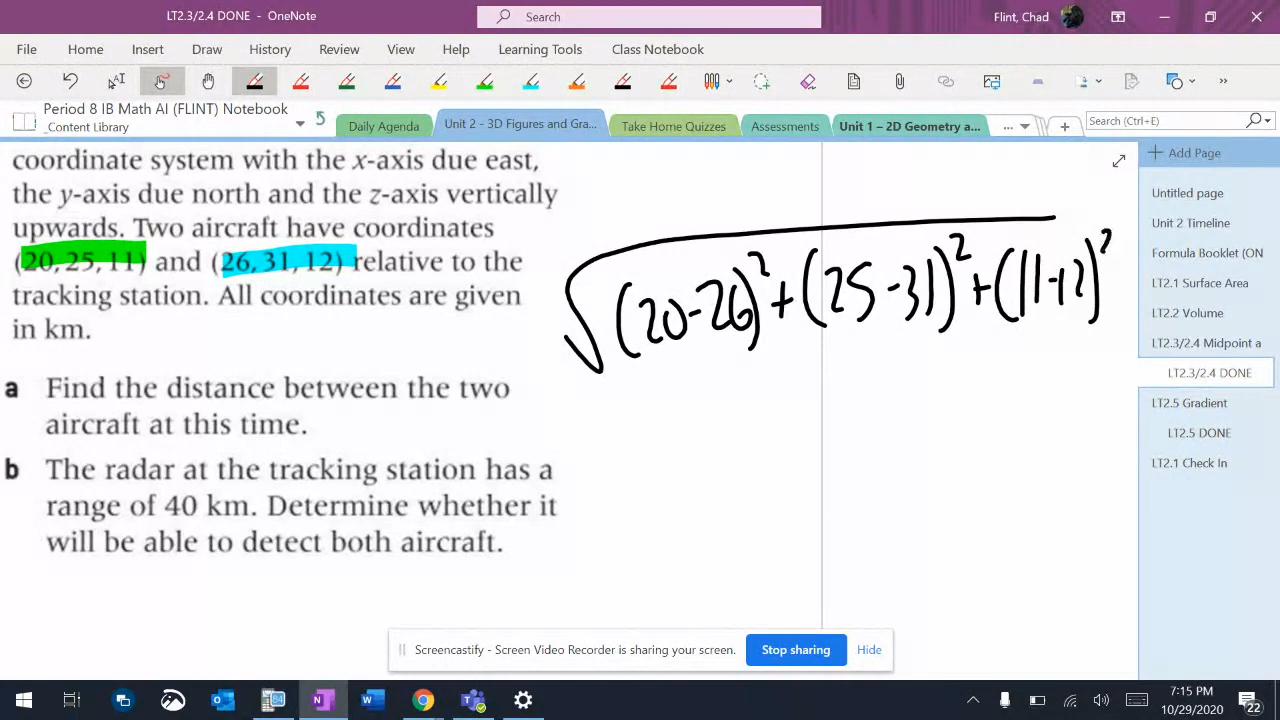 LT2.3/2.4 DONE - OneNote
Search
Flint, Chad
File Home Insert Draw History Review View Help Learning Tools Class Notebook
Period 8 IB Math AI (FLINT) Notebook
_Content Library
Daily Agenda
Unit 2 - 3D Figures and Gra...
Take Home Quizzes
Assessments
Unit 1 – 2D Geometry a...
Search (Ctrl+E)
Add Page
Untitled page
Unit 2 Timeline
Formula Booklet (ON
LT2.1 Surface Area
LT2.2 Volume
LT2.3/2.4 Midpoint a
LT2.3/2.4 DONE
LT2.5 Gradient
LT2.5 DONE
LT2.1 Check In
coordinate system with the x-axis due east,
the y-axis due north and the z-axis vertically
upwards. Two aircraft have coordinates
(20, 25, 11) and (26, 31, 12) relative to the
tracking station. All coordinates are given
in km.
a Find the distance between the two
aircraft at this time.
b The radar at the tracking station has a
range of 40 km. Determine whether it
will be able to detect both aircraft.
√(20-26)²+(25-31)²+(11-12)²
Screencastify - Screen Video Recorder is sharing your screen.
Stop sharing
Hide
7:15 PM
10/29/2020
22